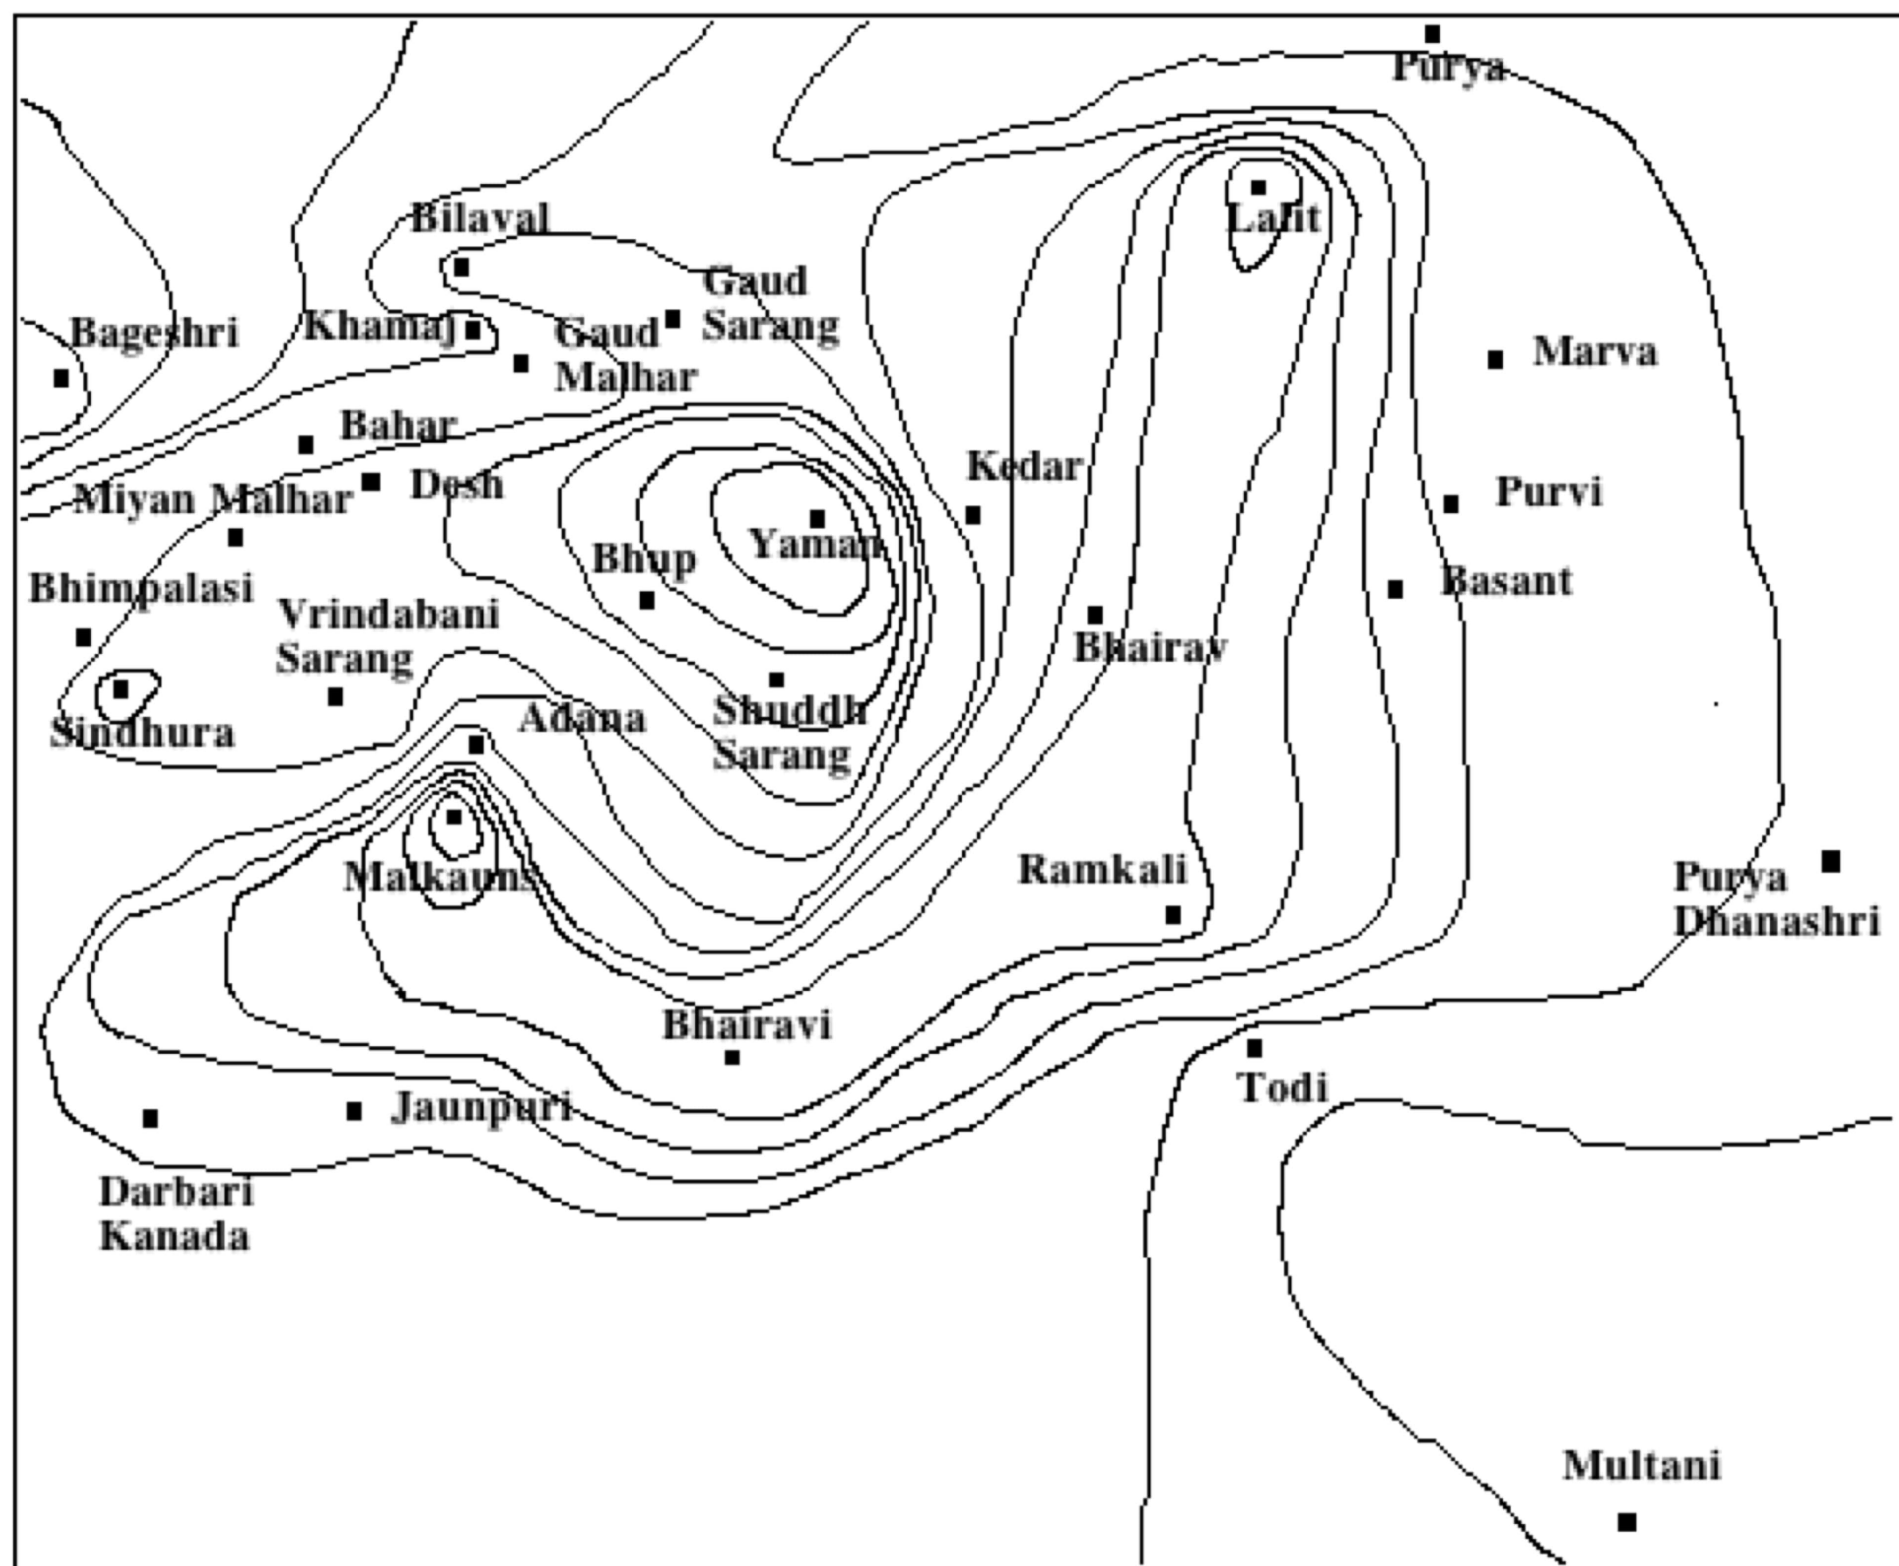 Purya
Bilaval
Lalit
Gaud
Sarang
Bageshri
Khamaj
Gaud
Malhar
Marva
Bahar
Kedar
Miyan Malhar
Desh
Purvi
Yaman
Bhup
Bhimpalasi
Basant
Vrindabani
Sarang
Bhairav
Sindhura
Adana
Shuddh
Sarang
Malkauns
Ramkali
Purya
Dhanashri
Bhairavi
Todi
Jaunpuri
Darbari
Kanada
Multani